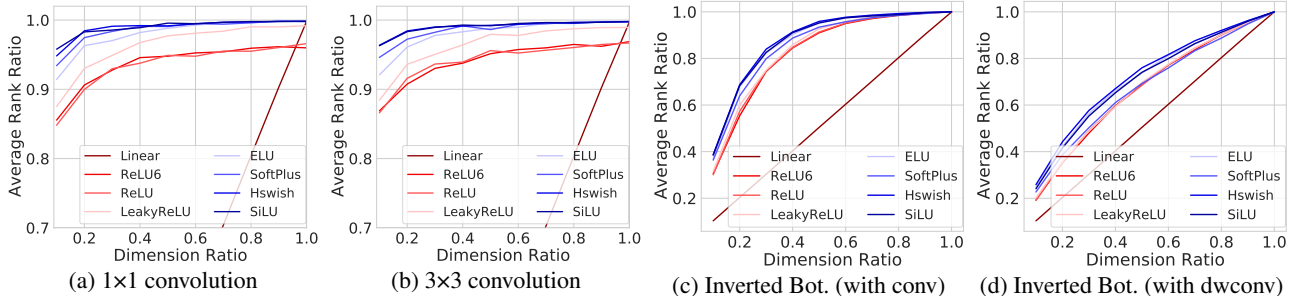 Average Rank Ratio
1.0
0.9
0.8
0.7
Linear
ReLU6
ReLU
LeakyReLU
ELU
SoftPlus
Hswish
SiLU
0.2 0.4 0.6 0.8 1.0
Dimension Ratio
(a) 1×1 convolution
Average Rank Ratio
1.0
0.9
0.8
0.7
Linear
ReLU6
ReLU
LeakyReLU
ELU
SoftPlus
Hswish
SiLU
0.2 0.4 0.6 0.8 1.0
Dimension Ratio
(b) 3×3 convolution
Average Rank Ratio
1.0
0.8
0.6
0.4
0.2
Linear
ReLU6
ReLU
LeakyReLU
ELU
SoftPlus
Hswish
SiLU
0.2 0.4 0.6 0.8 1.0
Dimension Ratio
(c) Inverted Bot. (with conv)
Average Rank Ratio
1.0
0.8
0.6
0.4
0.2
Linear
ReLU6
ReLU
LeakyReLU
ELU
SoftPlus
Hswish
SiLU
0.2 0.4 0.6 0.8 1.0
Dimension Ratio
(d) Inverted Bot. (with dwconv)